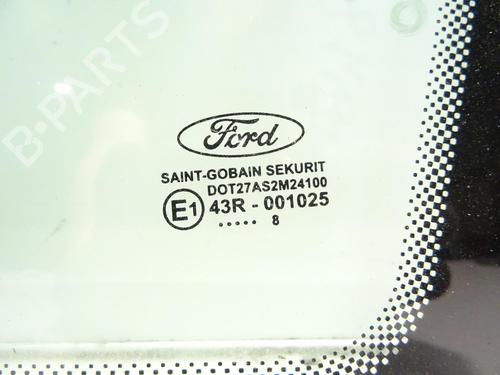 B-PARTS
Ford
SAINT-GOBAIN SEKURIT
DOT27AS2M24100
E1 43R - 001025
..... 8